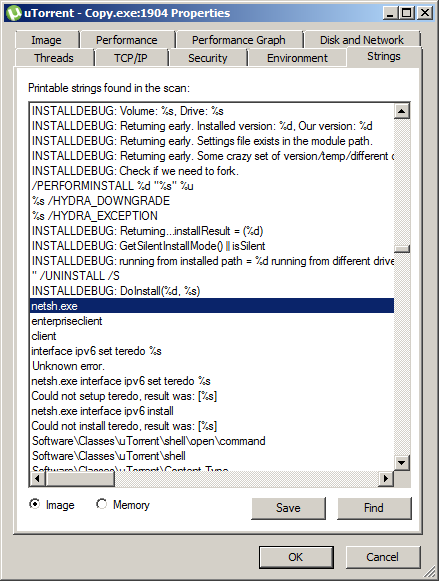 uTorrent - Copy.exe:1904 Properties
Image
Performance
Performance Graph
Disk and Network
Threads
TCP/IP
Security
Environment
Strings
Printable strings found in the scan:
INSTALLDEBUG: Volume: %s, Drive: %s
INSTALLDEBUG: Returning early. Installed version: %d, Our version: %d
INSTALLDEBUG: Returning early. Settings file exists in the module path.
INSTALLDEBUG: Returning early. Some crazy set of version/temp/different
INSTALLDEBUG: Check if we need to fork.
/PERFORMINSTALL %d "%s" %u
%s /HYDRA_DOWNGRADE
%s /HYDRA_EXCEPTION
INSTALLDEBUG: Returning...installResult = (%d)
INSTALLDEBUG: GetSilentInstallMode() || isSilent
INSTALLDEBUG: running from installed path = %d running from different drive
" /UNINSTALL /S
INSTALLDEBUG: DoInstall(%d, %s)
netsh.exe
enterpriseclient
client
interface ipv6 set teredo %s
Unknown error.
netsh.exe interface ipv6 set teredo %s
Could not setup teredo, result was: [%s]
netsh.exe interface ipv6 install
Could not install teredo, result was: [%s]
Software\Classes\uTorrent\shell\open\command
Software\Classes\uTorrent\shell
Software\Classes\uTorrent\Content Type
Image
Memory
Save
Find
OK
Cancel